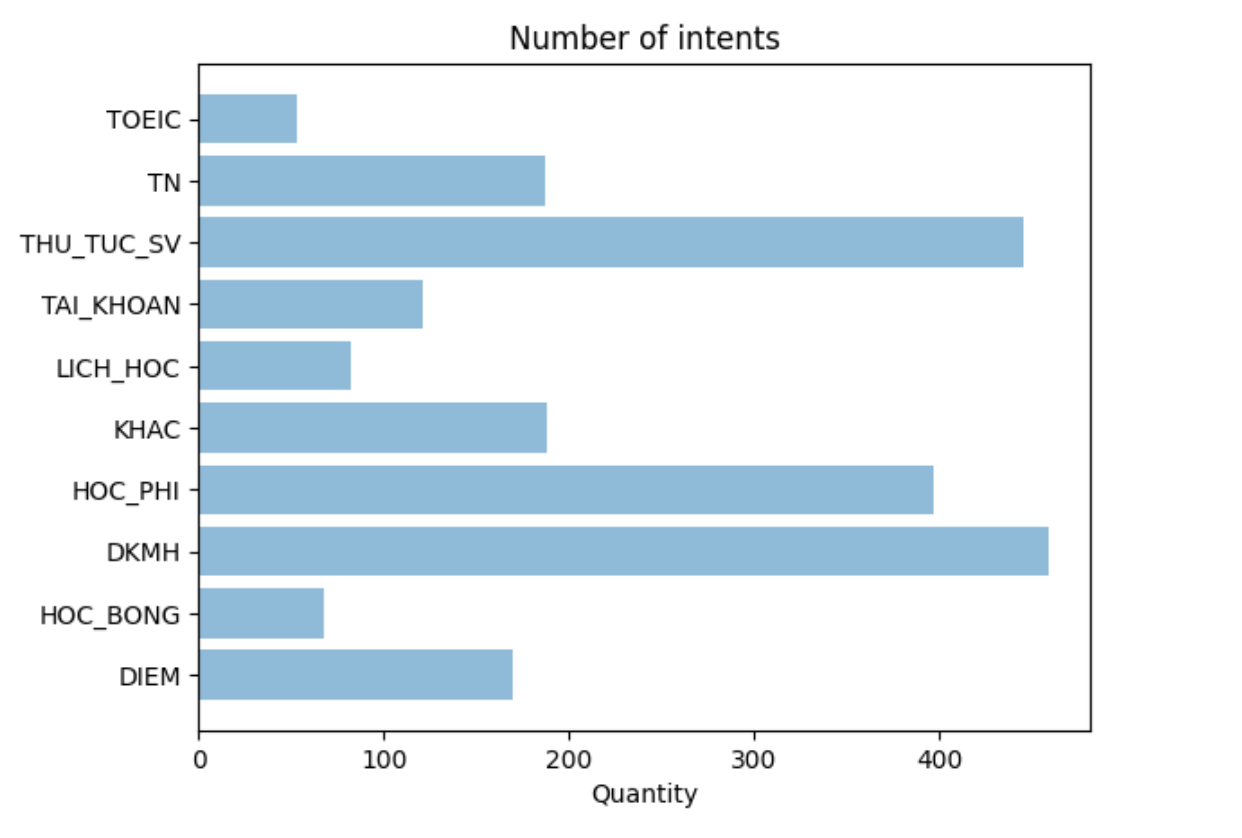 Number of intents
TOEIC
TN
THU_TUC_SV
TAI_KHOAN
LICH_HOC
KHAC
HOC_PHI
DKMH
HOC_BONG
DIEM
0 100 200 300 400
Quantity